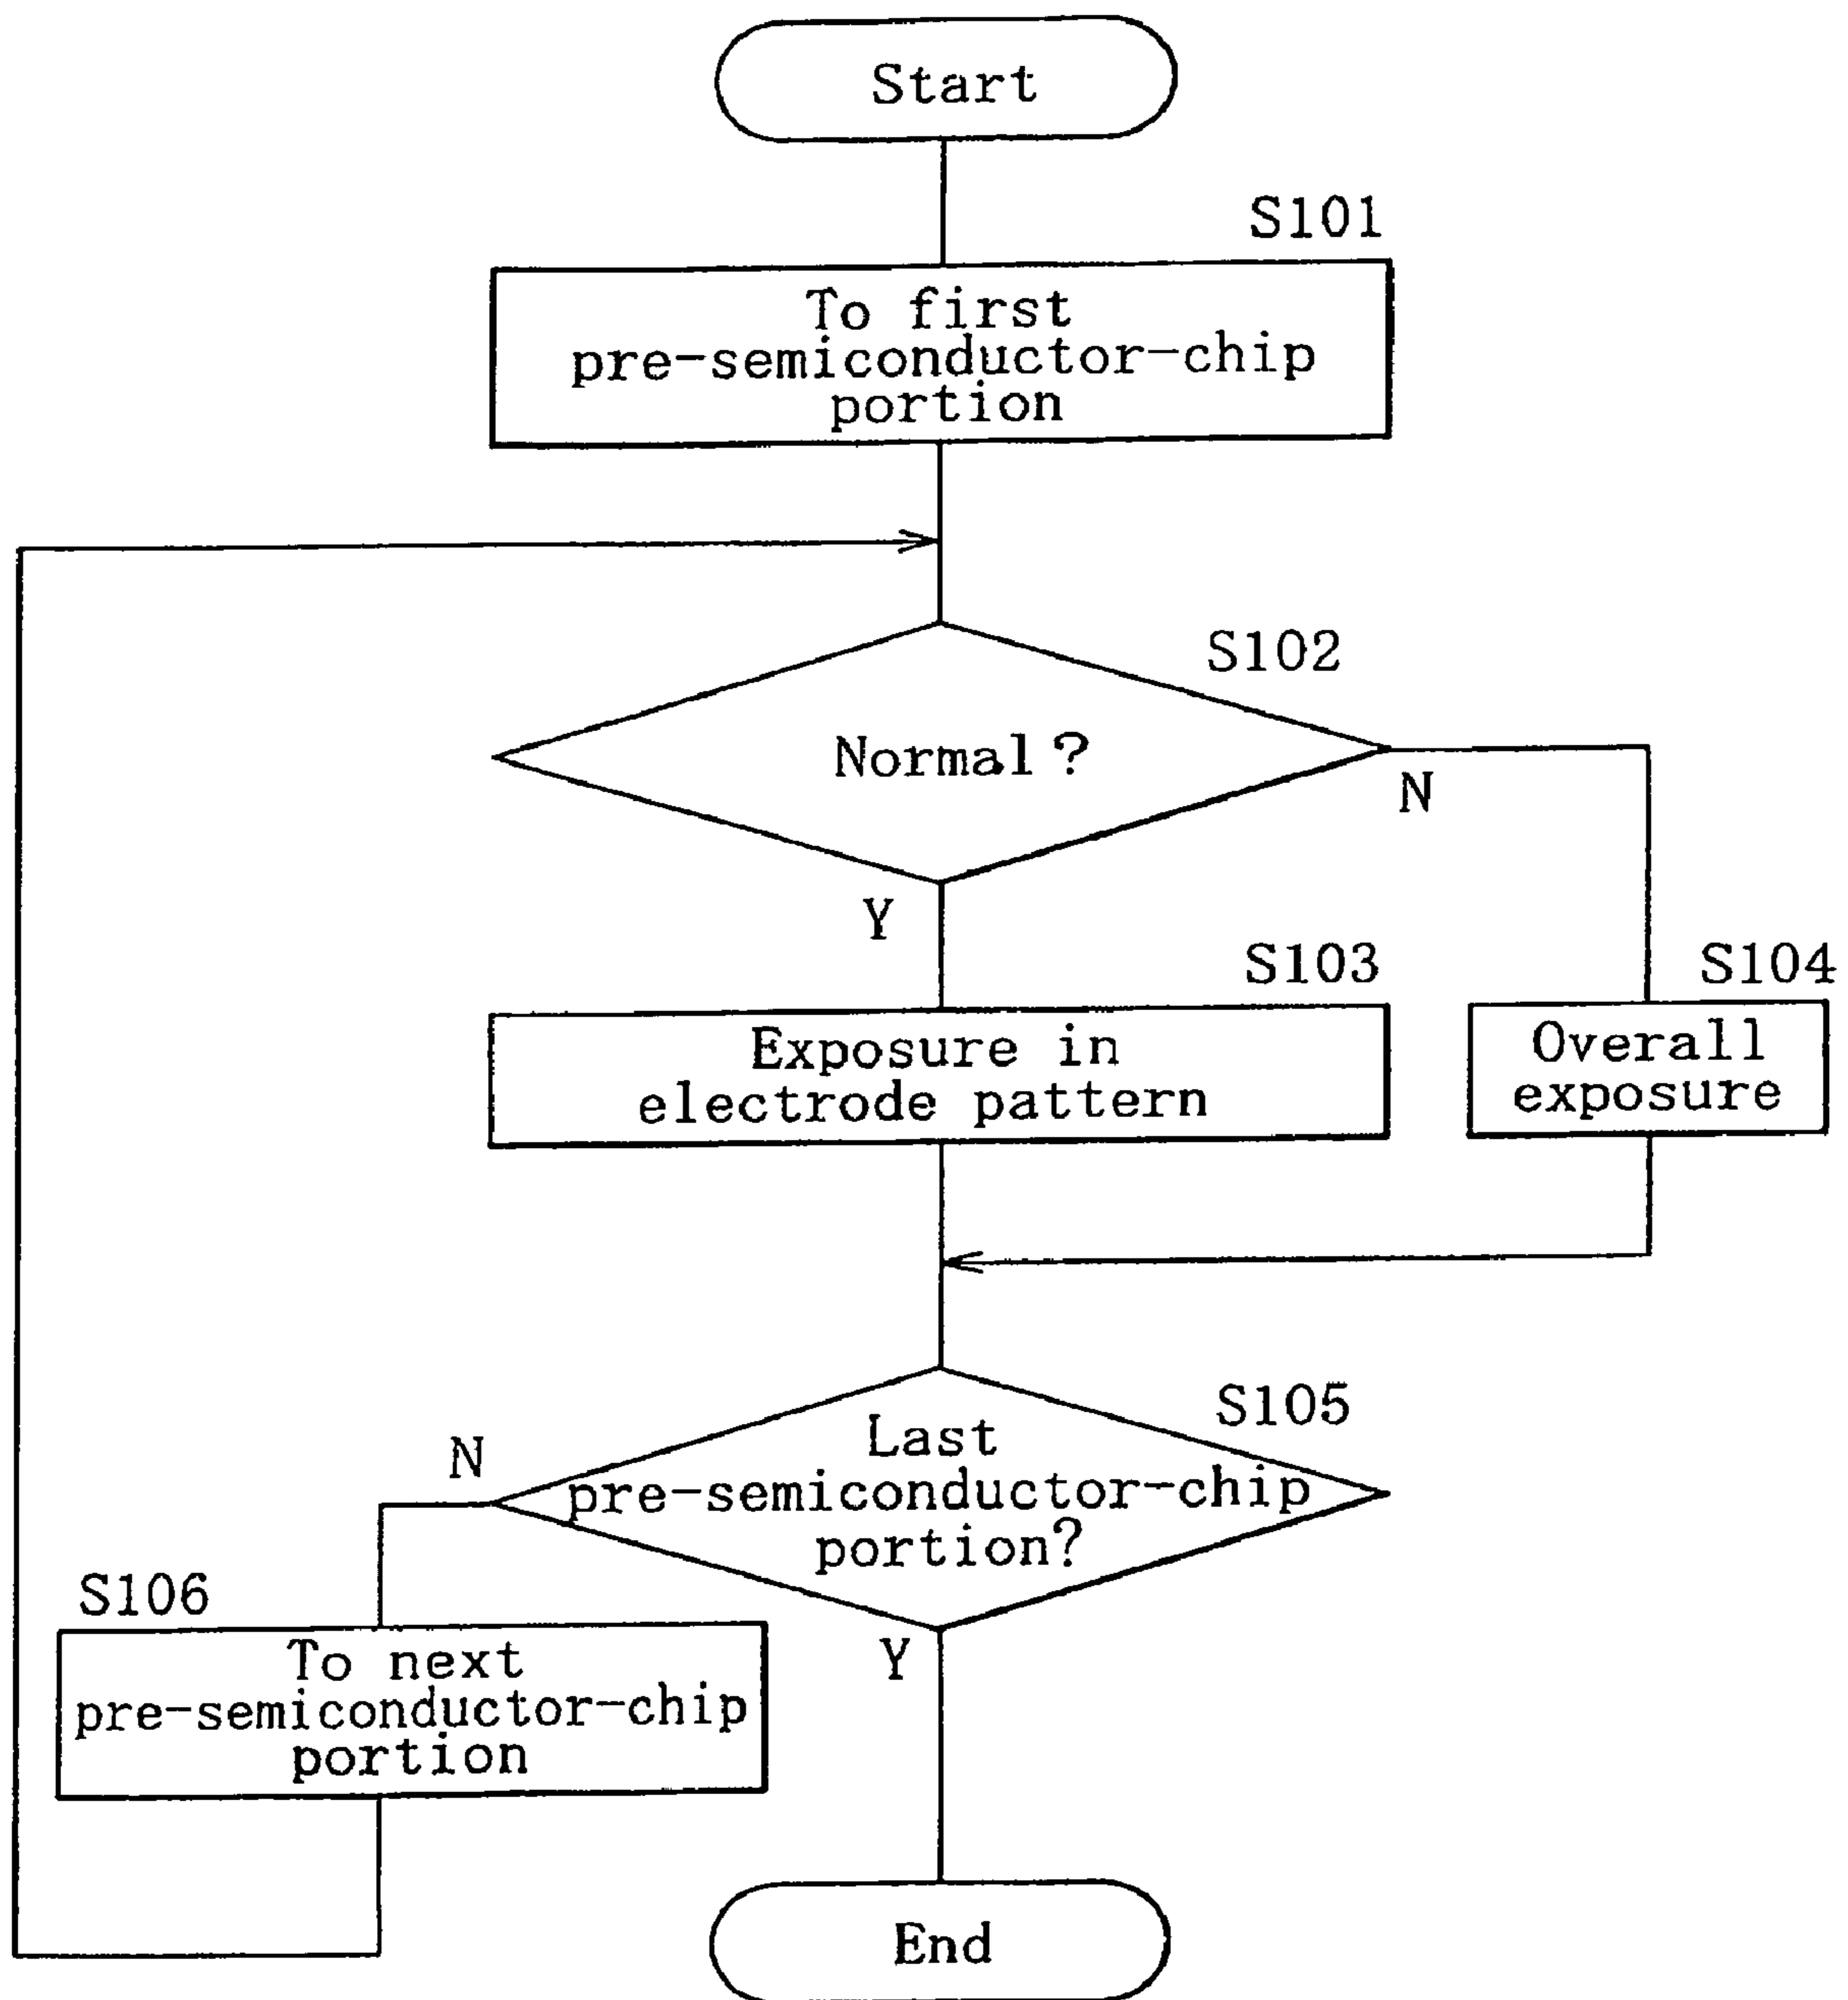 Start
S101
To first
pre-semiconductor-chip
portion
S102
Normal?
N
Y
S103
Exposure in
electrode pattern
S104
Overall
exposure
S105
Last
pre-semiconductor-chip
portion?
N
Y
S106
To next
pre-semiconductor-chip
portion
End